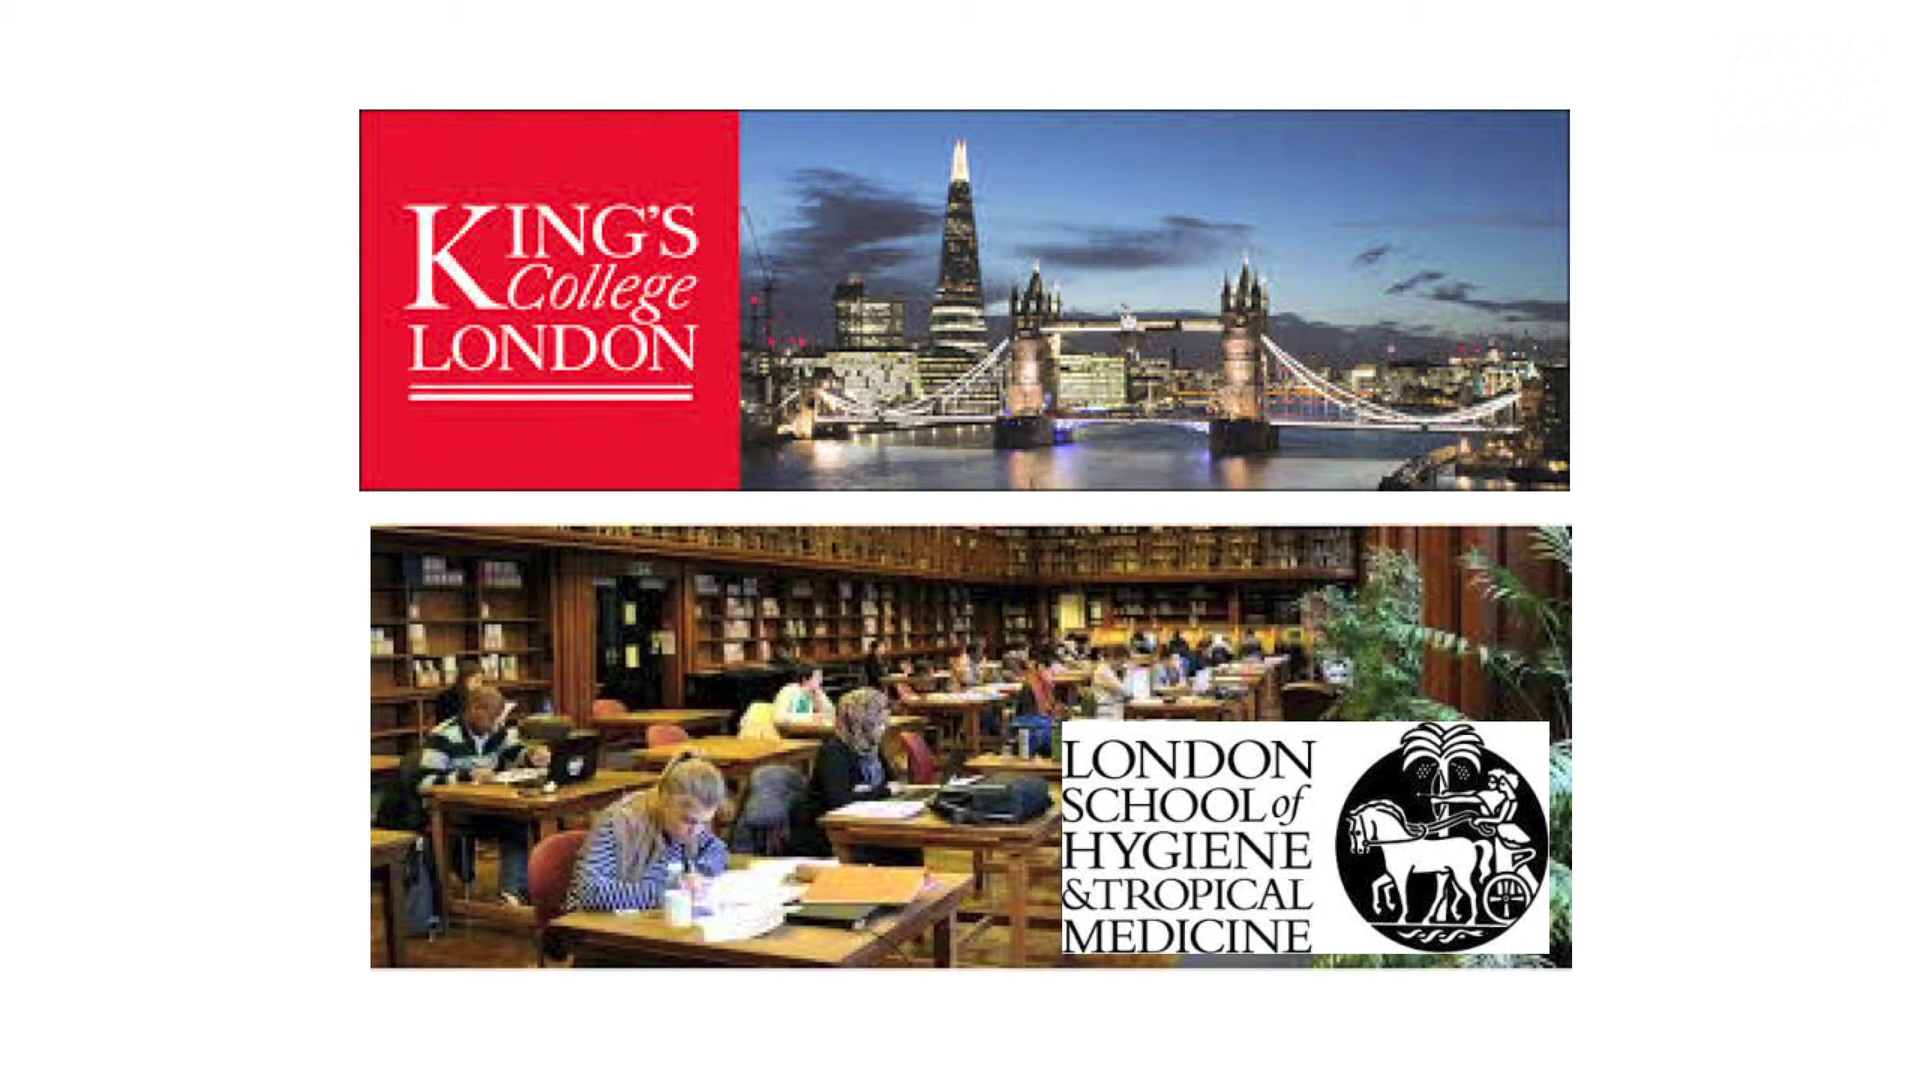 KING'S
College
LONDON
LONDON
SCHOOL of
HYGIENE
&TROPICAL
MEDICINE